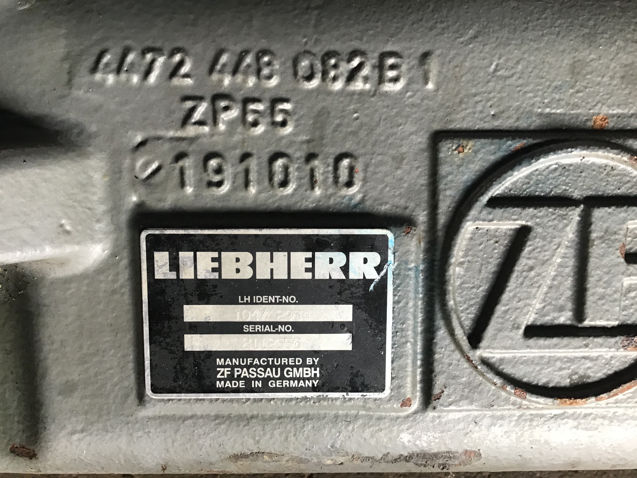 4472 448 082 B 1
ZP55
191010
LIEBHERR
LH IDENT-NO.
SERIAL-NO.
MANUFACTURED BY
ZF PASSAU GMBH
MADE IN GERMANY
ZF